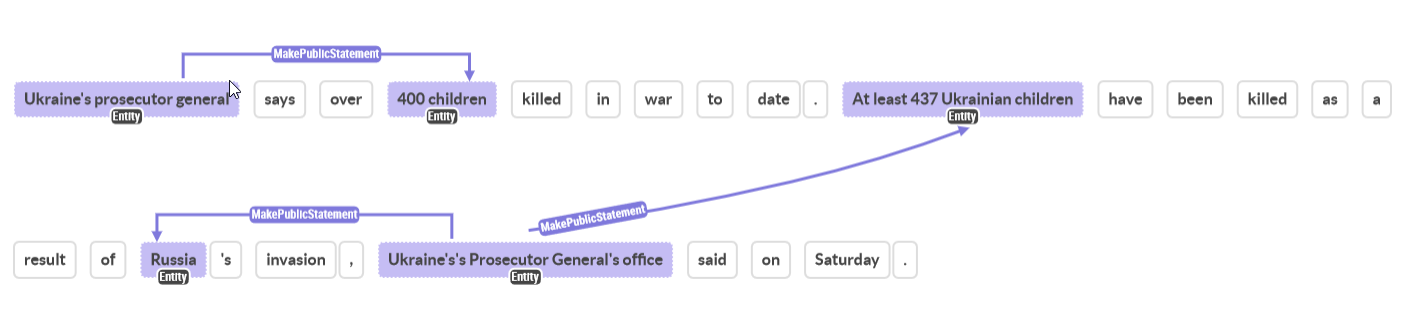 MakePublicStatement
Ukraine's prosecutor general says over 400 children killed in war to date . At least 437 Ukrainian children have been killed as a
Entity Entity Entity
MakePublicStatement MakePublicStatement
result of Russia 's invasion , Ukraine's's Prosecutor General's office said on Saturday .
Entity Entity